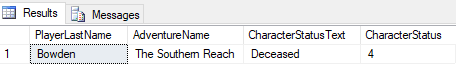 Results Messages
PlayerLastName AdventureName CharacterStatusText CharacterStatus
1 Bowden The Southern Reach Deceased 4